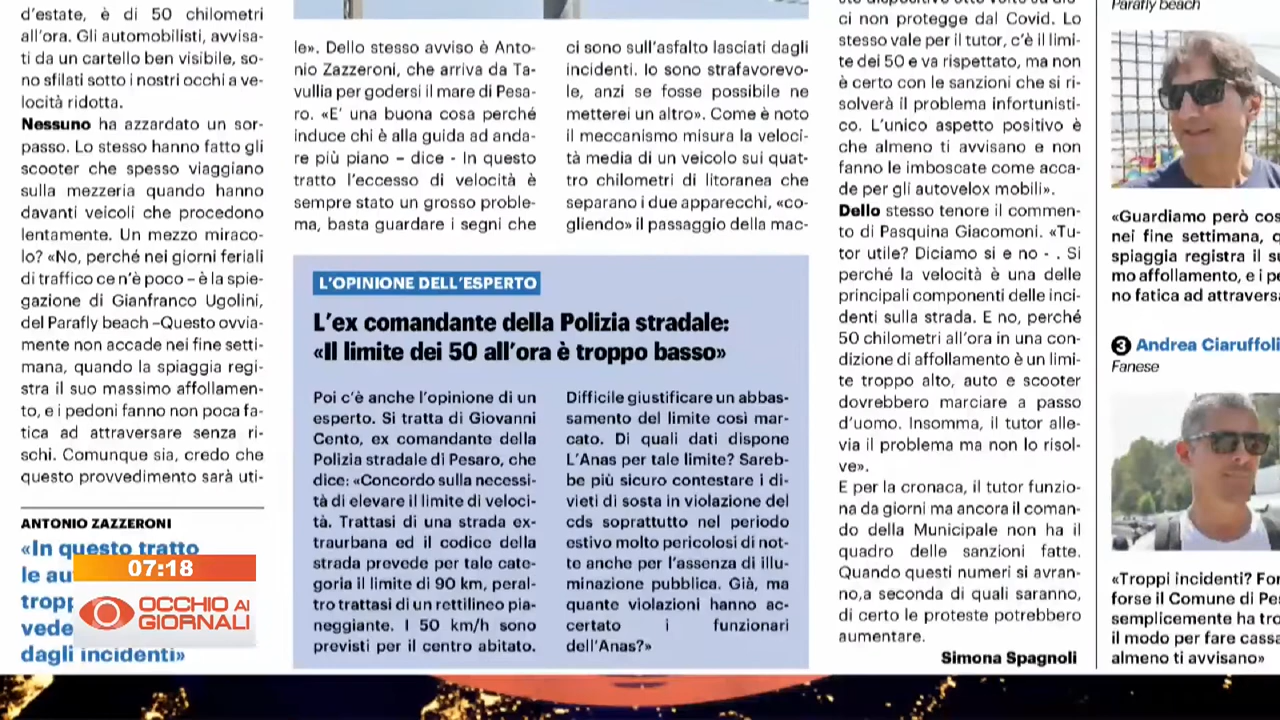 d'estate, è di 50 chilometri
all'ora. Gli automobilisti, avvisa-
ti da un cartello ben visibile, so-
no sfilati sotto i nostri occhi a ve-
locità ridotta.
Nessuno ha azzardato un sor-
passo. Lo stesso hanno fatto gli
scooter che spesso viaggiano
sulla mezzeria quando hanno
davanti veicoli che procedono
lentamente. Un mezzo miraco-
lo? «No, perché nei giorni feriali
di traffico ce n'è poco – è la spie-
gazione di Gianfranco Ugolini,
del Parafly beach –Questo ovvia-
mente non accade nei fine setti-
mana, quando la spiaggia regi-
stra il suo massimo affollamen-
to, e i pedoni fanno non poca fa-
tica ad attraversare senza ri-
schi. Comunque sia, credo che
questo provvedimento sarà uti-
ANTONIO ZAZZERONI
«In questo tratto
le au
trop
vede
dagli incidenti»
07:18
OCCHIO AI
GIORNALI
le». Dello stesso avviso è Anto-
nio Zazzeroni, che arriva da Ta-
vullia per godersi il mare di Pesa-
ro. «E' una buona cosa perché
induce chi è alla guida ad anda-
re più piano – dice - In questo
tratto l'eccesso di velocità è
sempre stato un grosso proble-
ma, basta guardare i segni che
ci sono sull'asfalto lasciati dagli
incidenti. Io sono strafavorevo-
le, anzi se fosse possibile ne
metterei un altro». Come è noto
il meccanismo misura la veloci-
tà media di un veicolo sui quat-
tro chilometri di litoranea che
separano i due apparecchi, «co-
gliendo» il passaggio della mac-
L'OPINIONE DELL'ESPERTO
L'ex comandante della Polizia stradale:
«Il limite dei 50 all'ora è troppo basso»
Poi c'è anche l'opinione di un
esperto. Si tratta di Giovanni
Cento, ex comandante della
Polizia stradale di Pesaro, che
dice: «Concordo sulla necessi-
tà di elevare il limite di veloci-
tà. Trattasi di una strada ex-
traurbana ed il codice della
strada prevede per tale cate-
goria il limite di 90 km, peral-
tro trattasi di un rettilineo pia-
neggiante. I 50 km/h sono
previsti per il centro abitato.
Difficile giustificare un abbas-
samento del limite così mar-
cato. Di quali dati dispone
L'Anas per tale limite? Sareb-
be più sicuro contestare i di-
vieti di sosta in violazione del
cds soprattutto nel periodo
estivo molto pericolosi di not-
te anche per l'assenza di illu-
minazione pubblica. Già, ma
quante violazioni hanno ac-
certato i funzionari
dell'Anas?»
ci non protegge dal Covid. Lo
stesso vale per il tutor, c'è il limi-
te dei 50 e va rispettato, ma non
è certo con le sanzioni che si ri-
solverà il problema infortunisti-
co. L'unico aspetto positivo è
che almeno ti avvisano e non
fanno le imboscate come acca-
de per gli autovelox mobili».
Dello stesso tenore il commen-
to di Pasquina Giacomoni. «Tu-
tor utile? Diciamo si e no - . Si
perché la velocità è una delle
principali componenti delle inci-
denti sulla strada. E no, perché
50 chilometri all'ora in una con-
dizione di affollamento è un limi-
te troppo alto, auto e scooter
dovrebbero marciare a passo
d'uomo. Insomma, il tutor alle-
via il problema ma non lo risol-
ve».
E per la cronaca, il tutor funzio-
na da giorni ma ancora il coman-
do della Municipale non ha il
quadro delle sanzioni fatte.
Quando questi numeri si avran-
no,a seconda di quali saranno,
di certo le proteste potrebbero
aumentare.
Simona Spagnoli
Parafly beach
«Guardiamo però cos
nei fine settimana, q
spiaggia registra il su
mo affollamento, e i pe
no fatica ad attraversa
3 Andrea Ciaruffoli
Fanese
«Troppi incidenti? For
forse il Comune di Pes
semplicemente ha tro
il modo per fare cassa
almeno ti avvisano»